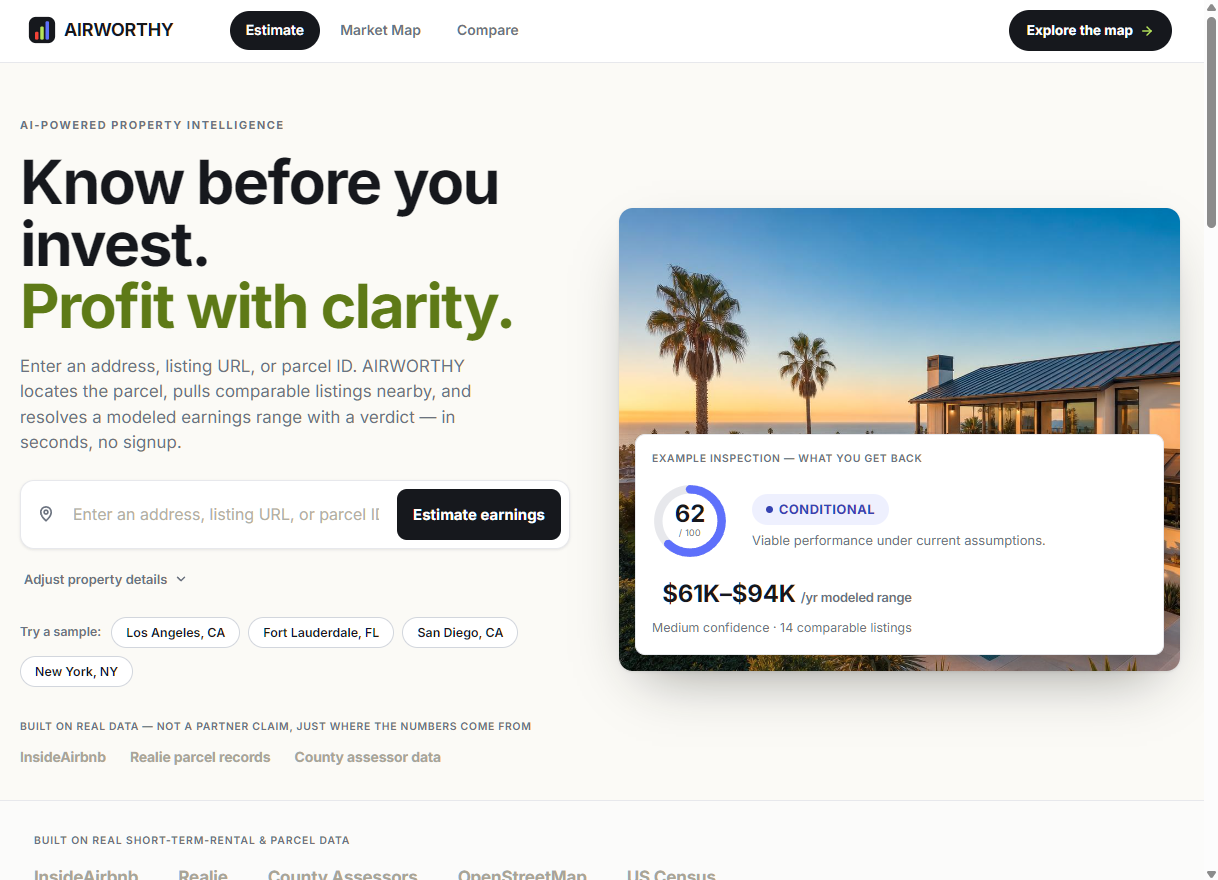 AIRWORTHY
Estimate
Market Map
Compare
Explore the map →
AI-POWERED PROPERTY INTELLIGENCE
Know before you
invest.
Profit with clarity.
Enter an address, listing URL, or parcel ID. AIRWORTHY
locates the parcel, pulls comparable listings nearby, and
resolves a modeled earnings range with a verdict — in
seconds, no signup.
Enter an address, listing URL, or parcel ID
Estimate earnings
Adjust property details
Try a sample:
Los Angeles, CA
Fort Lauderdale, FL
San Diego, CA
New York, NY
BUILT ON REAL DATA — NOT A PARTNER CLAIM, JUST WHERE THE NUMBERS COME FROM
InsideAirbnb
Realie parcel records
County assessor data
EXAMPLE INSPECTION — WHAT YOU GET BACK
62
/ 100
CONDITIONAL
Viable performance under current assumptions.
$61K–$94K /yr modeled range
Medium confidence · 14 comparable listings
BUILT ON REAL SHORT-TERM-RENTAL & PARCEL DATA
InsideAirbnb
Realie
County Assessors
OpenStreetMap
US Census